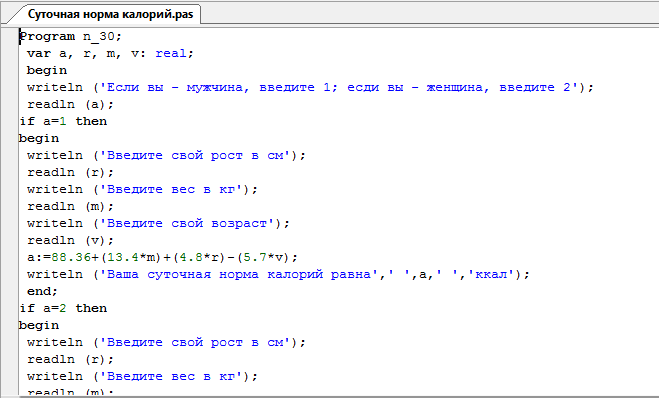 Суточная норма калорий.pas
Program n_30;
var a, r, m, v: real;
begin
writeln ('Если вы - мужчина, введите 1; есди вы - женщина, введите 2');
readln (a);
if a=1 then
begin
writeln ('Введите свой рост в см');
readln (r);
writeln ('Введите вес в кг');
readln (m);
writeln ('Введите свой возраст');
readln (v);
a:=88.36+(13.4*m)+(4.8*r)-(5.7*v);
writeln ('Ваша суточная норма калорий равна',' ',a,' ','ккал');
end;
if a=2 then
begin
writeln ('Введите свой рост в см');
readln (r);
writeln ('Введите вес в кг');
readln (m);